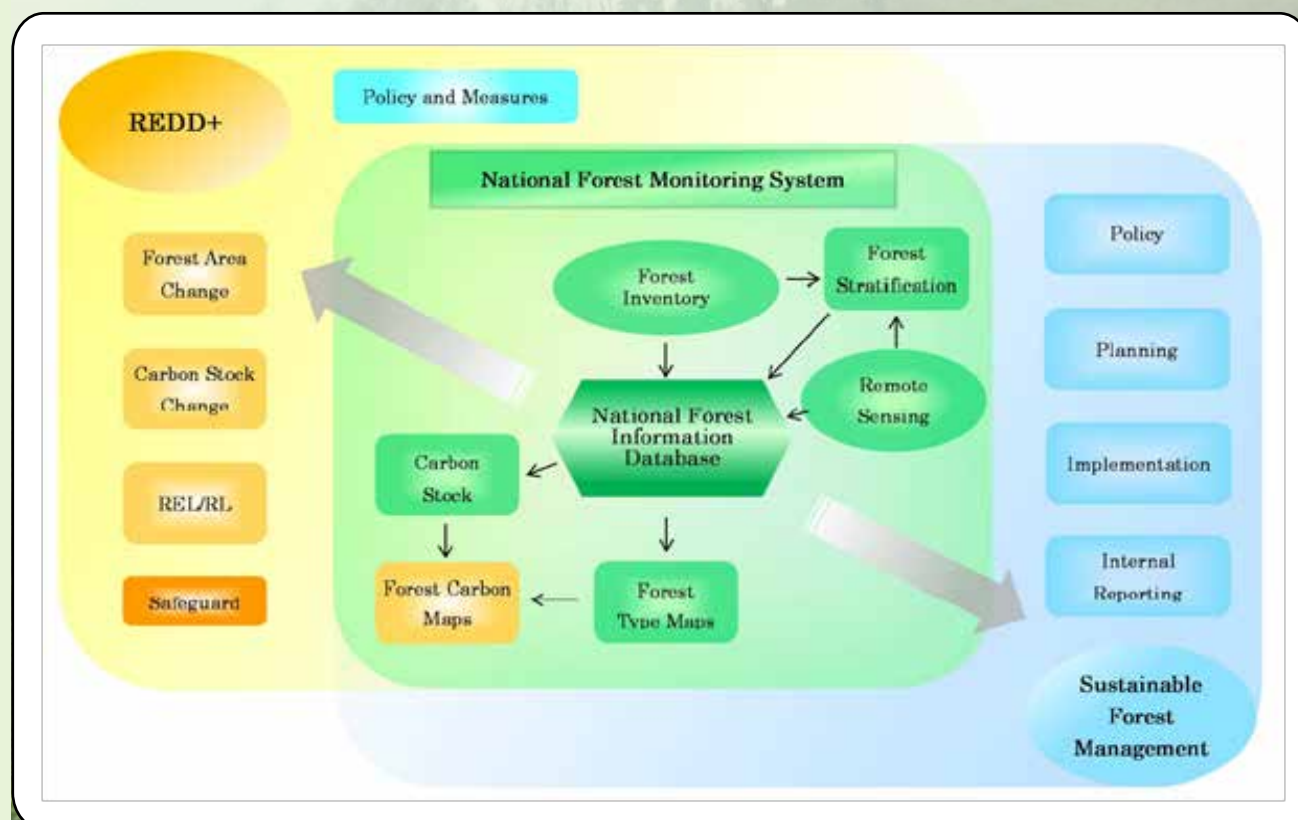 REDD+
Policy and Measures
National Forest Monitoring System
Forest Area
Change
Carbon Stock
Change
REL/RL
Safeguard
Forest
Inventory
Forest
Stratification
Remote
Sensing
National Forest
Information
Database
Carbon
Stock
Forest Carbon
Maps
Forest
Type Maps
Policy
Planning
Implementation
Internal
Reporting
Sustainable
Forest
Management